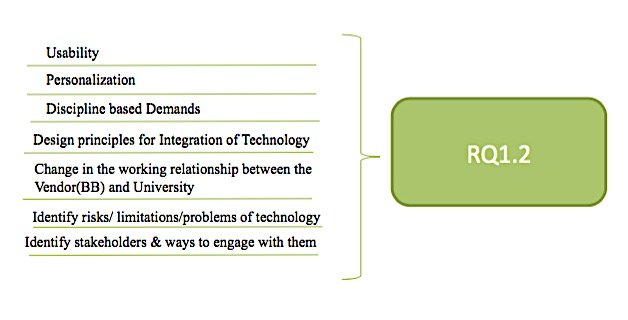 Usability
Personalization
Discipline based Demands
Design principles for Integration of Technology
Change in the working relationship between the
Vendor(BB) and University
Identify risks/ limitations/problems of technology
Identify stakeholders & ways to engage with them
RQ1.2